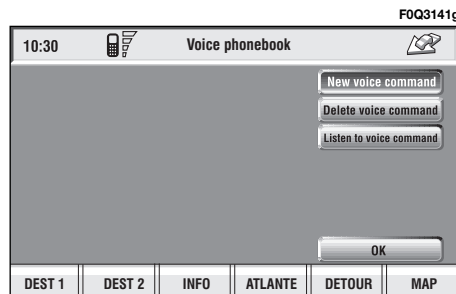 F0Q3141g
10:30 Voice phonebook
New voice command
Delete voice command
Listen to voice command
OK
DEST 1 DEST 2 INFO ATLANTE DETOUR MAP